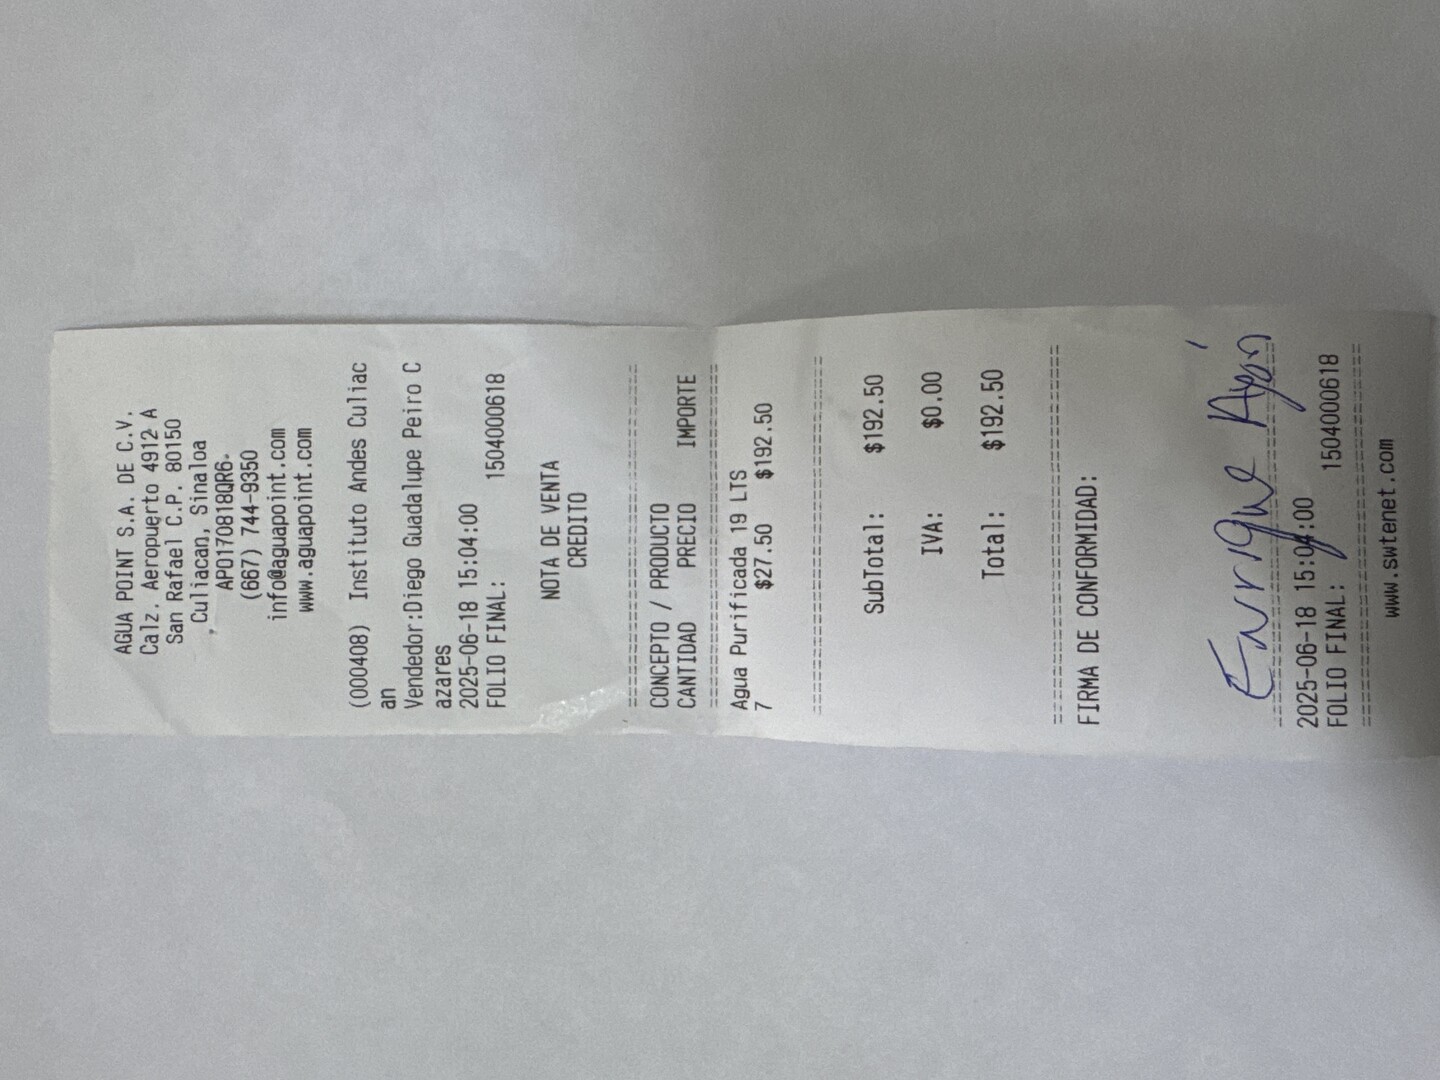 AGUA POINT S.A. DE C.V.
Calz. Aeropuerto 4912 A
San Rafael C.P. 80150
Culiacan, Sinaloa
APO170818QR6.
(667) 744-9350
info@aguapoint.com
www.aguapoint.com
(000408) Instituto Andes Culiac
an
Vendedor:Diego Guadalupe Peiro C
azares
2025-06-18 15:04:00
FOLIO FINAL: 1504000618
NOTA DE VENTA
CREDITO
================================
CONCEPTO / PRODUCTO
CANTIDAD PRECIO IMPORTE
================================
Agua Purificada 19 LTS
7 $27.50 $192.50
================================
SubTotal: $192.50
IVA: $0.00
Total: $192.50
================================
FIRMA DE CONFORMIDAD:
Enrique Ayón
================================
2025-06-18 15:04:00
FOLIO FINAL: 1504000618
================================
www.swtenet.com